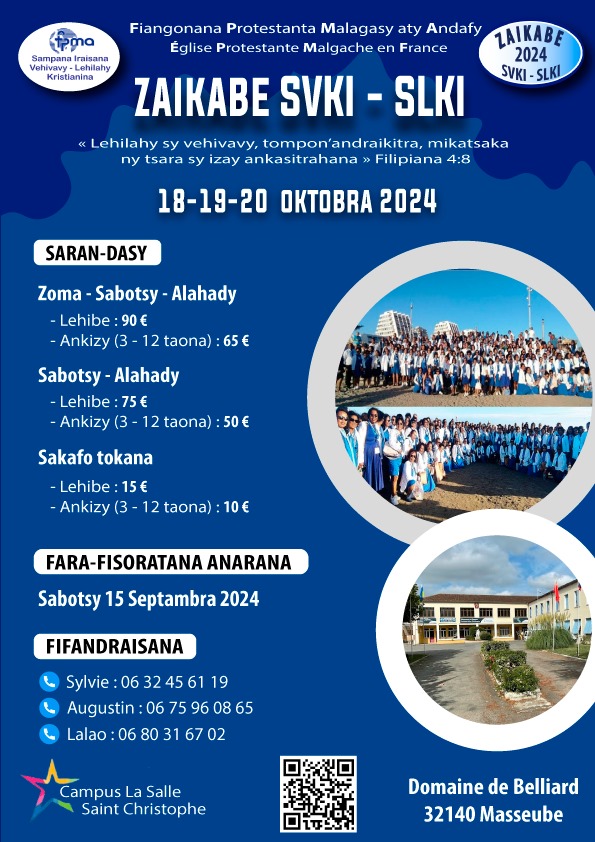 Fiangonana Protestanta Malagasy aty Andafy
Église Protestante Malgache en France
fpma
Sampana Iraisana
Vehivavy - Lehilahy
Kristianina
ZAIKABE
2024
SVKI - SLKI
ZAIKABE SVKI - SLKI
« Lehilahy sy vehivavy, tompon'andraikitra, mikatsaka
ny tsara sy izay ankasitrahana » Filipiana 4:8
18-19-20 OKTOBRA 2024
SARAN-DASY
Zoma - Sabotsy - Alahady
- Lehibe : 90 €
- Ankizy (3 - 12 taona) : 65 €
Sabotsy - Alahady
- Lehibe : 75 €
- Ankizy (3 - 12 taona) : 50 €
Sakafo tokana
- Lehibe : 15 €
- Ankizy (3 - 12 taona) : 10 €
FARA-FISORATANA ANARANA
Sabotsy 15 Septambra 2024
FIFANDRAISANA
Sylvie : 06 32 45 61 19
Augustin : 06 75 96 08 65
Lalao : 06 80 31 67 02
Campus La Salle
Saint Christophe
Domaine de Belliard
32140 Masseube